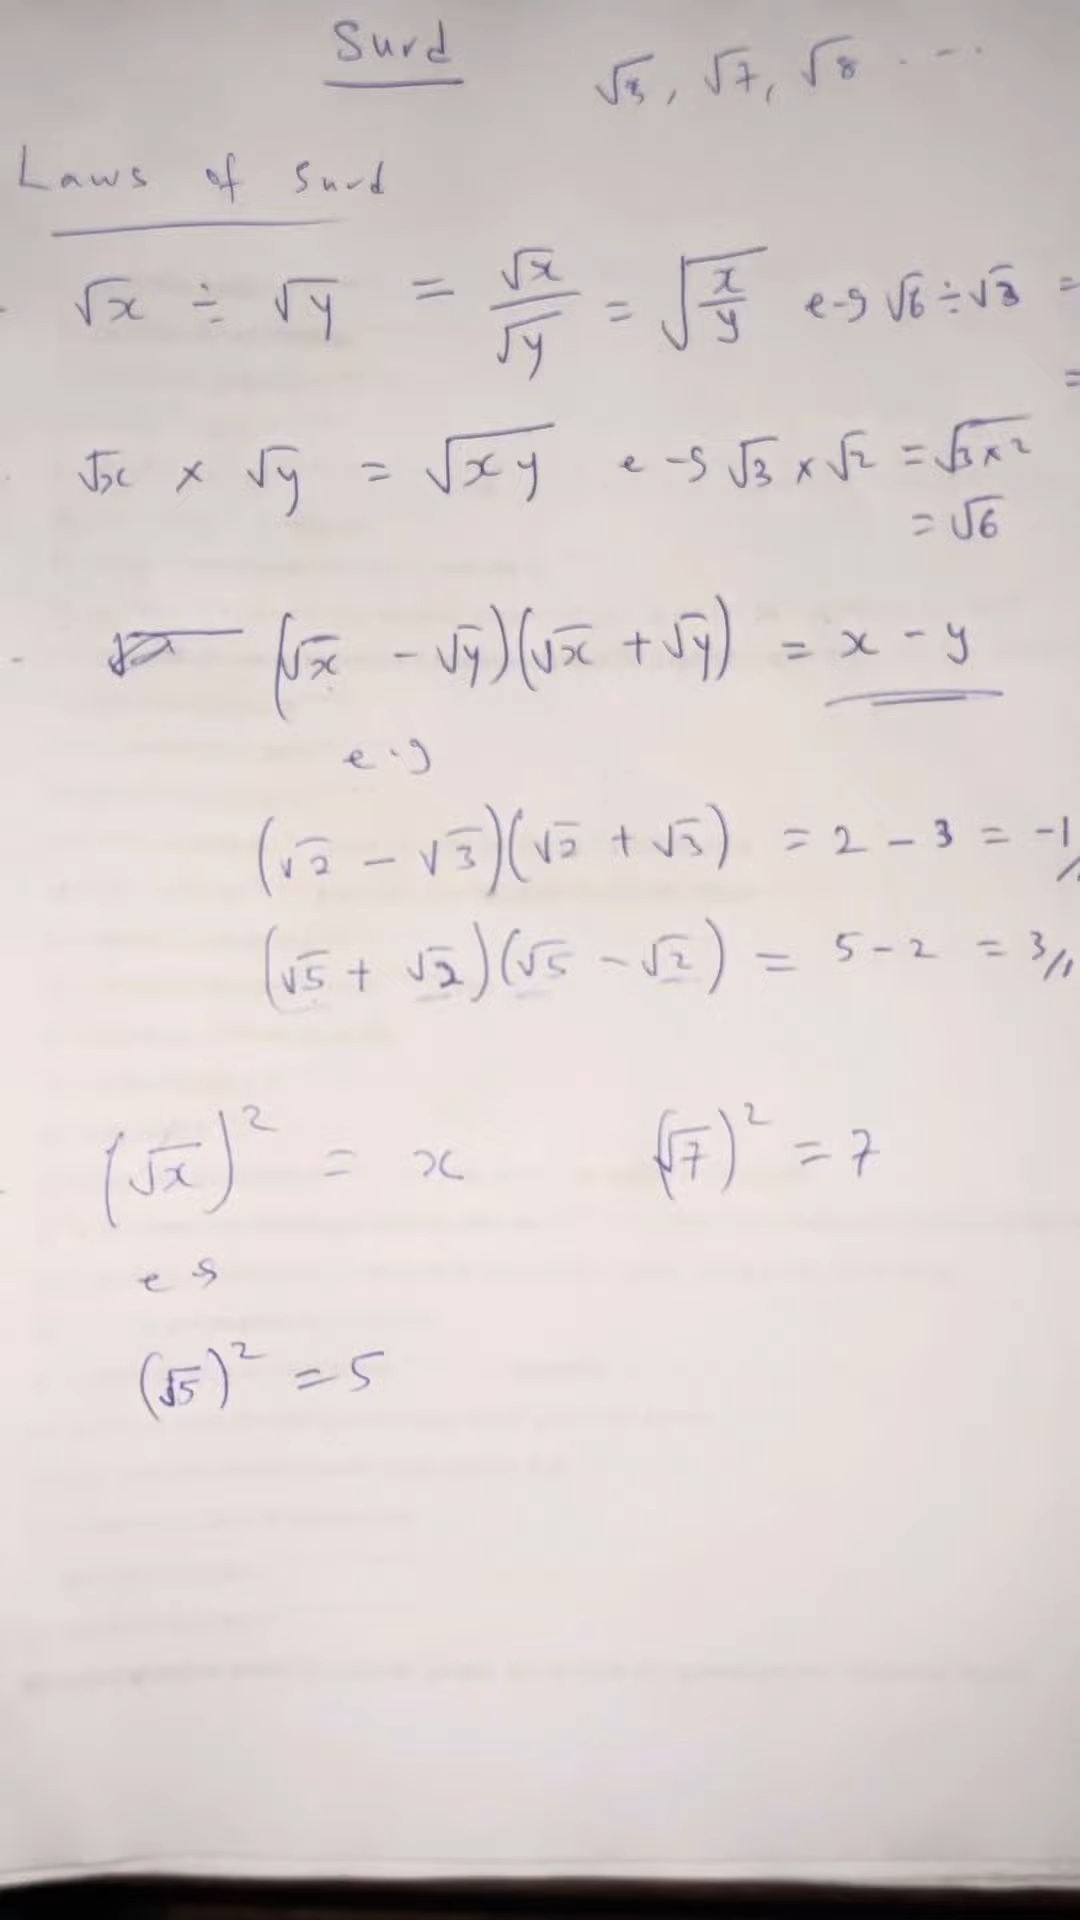 Surd
√3, √7, √8 . - ..
Laws of Surd
√x ÷ √y = √x/√y = √(x/y) e-g √6 ÷ √3 =
=
√x × √y = √xy e-g √3 × √2 = √3×2
= √6
(√x - √y)(√x + √y) = x - y
e.g
(√2 - √3)(√2 + √3) = 2 - 3 = -1//
(√5 + √2)(√5 - √2) = 5 - 2 = 3//
(√x)² = x (√7)² = 7
e g
(√5)² = 5